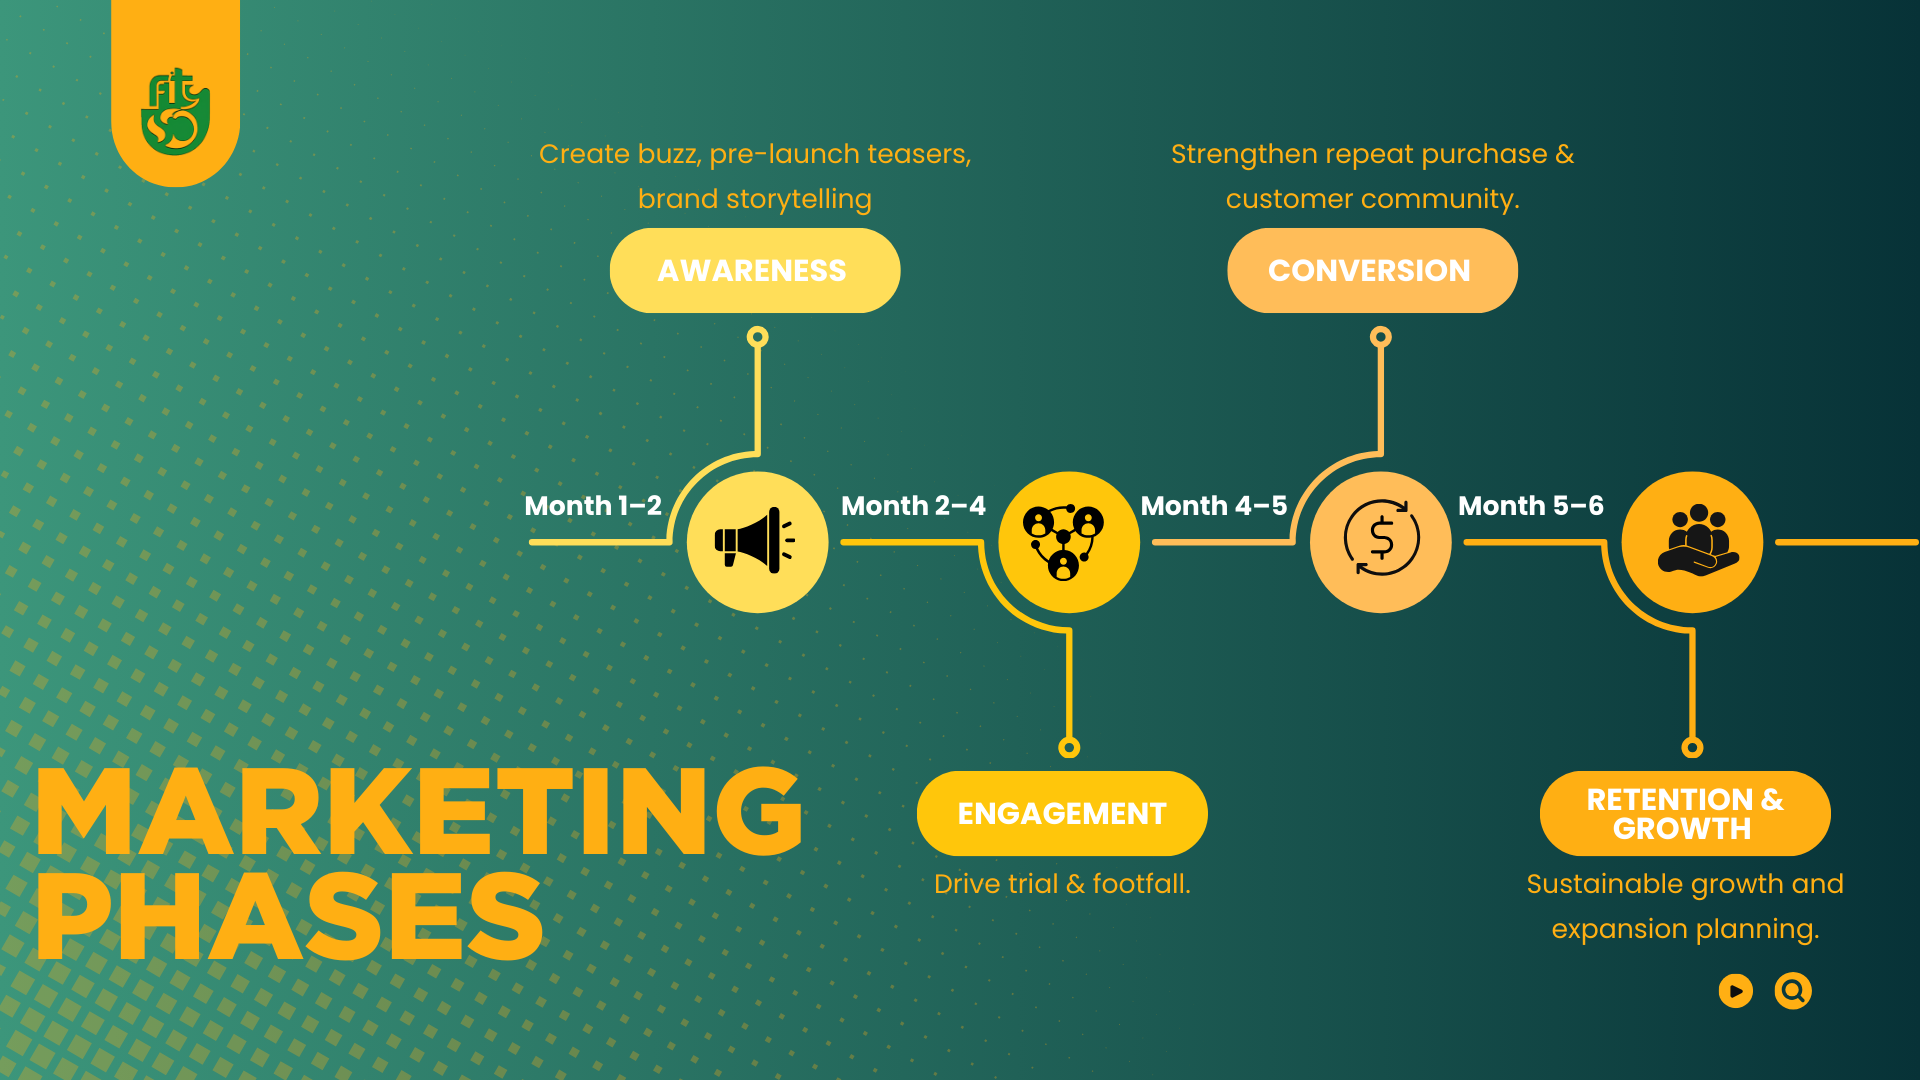 fit
Create buzz, pre-launch teasers,
brand storytelling
AWARENESS
Strengthen repeat purchase &
customer community.
CONVERSION
Month 1–2
Month 2–4
Month 4–5
Month 5–6
$
MARKETING
PHASES
ENGAGEMENT
Drive trial & footfall.
RETENTION &
GROWTH
Sustainable growth and
expansion planning.